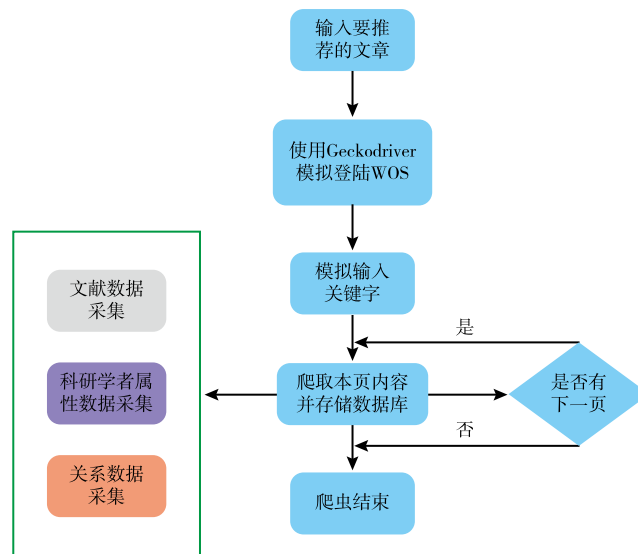 输入要推
荐的文章
使用Geckodriver
模拟登陆WOS
模拟输入
关键字
是
文献数据
采集
科研学者属
性数据采集
关系数据
采集
爬取本页内容
并存储数据库
是否有
下一页
否
爬虫结束